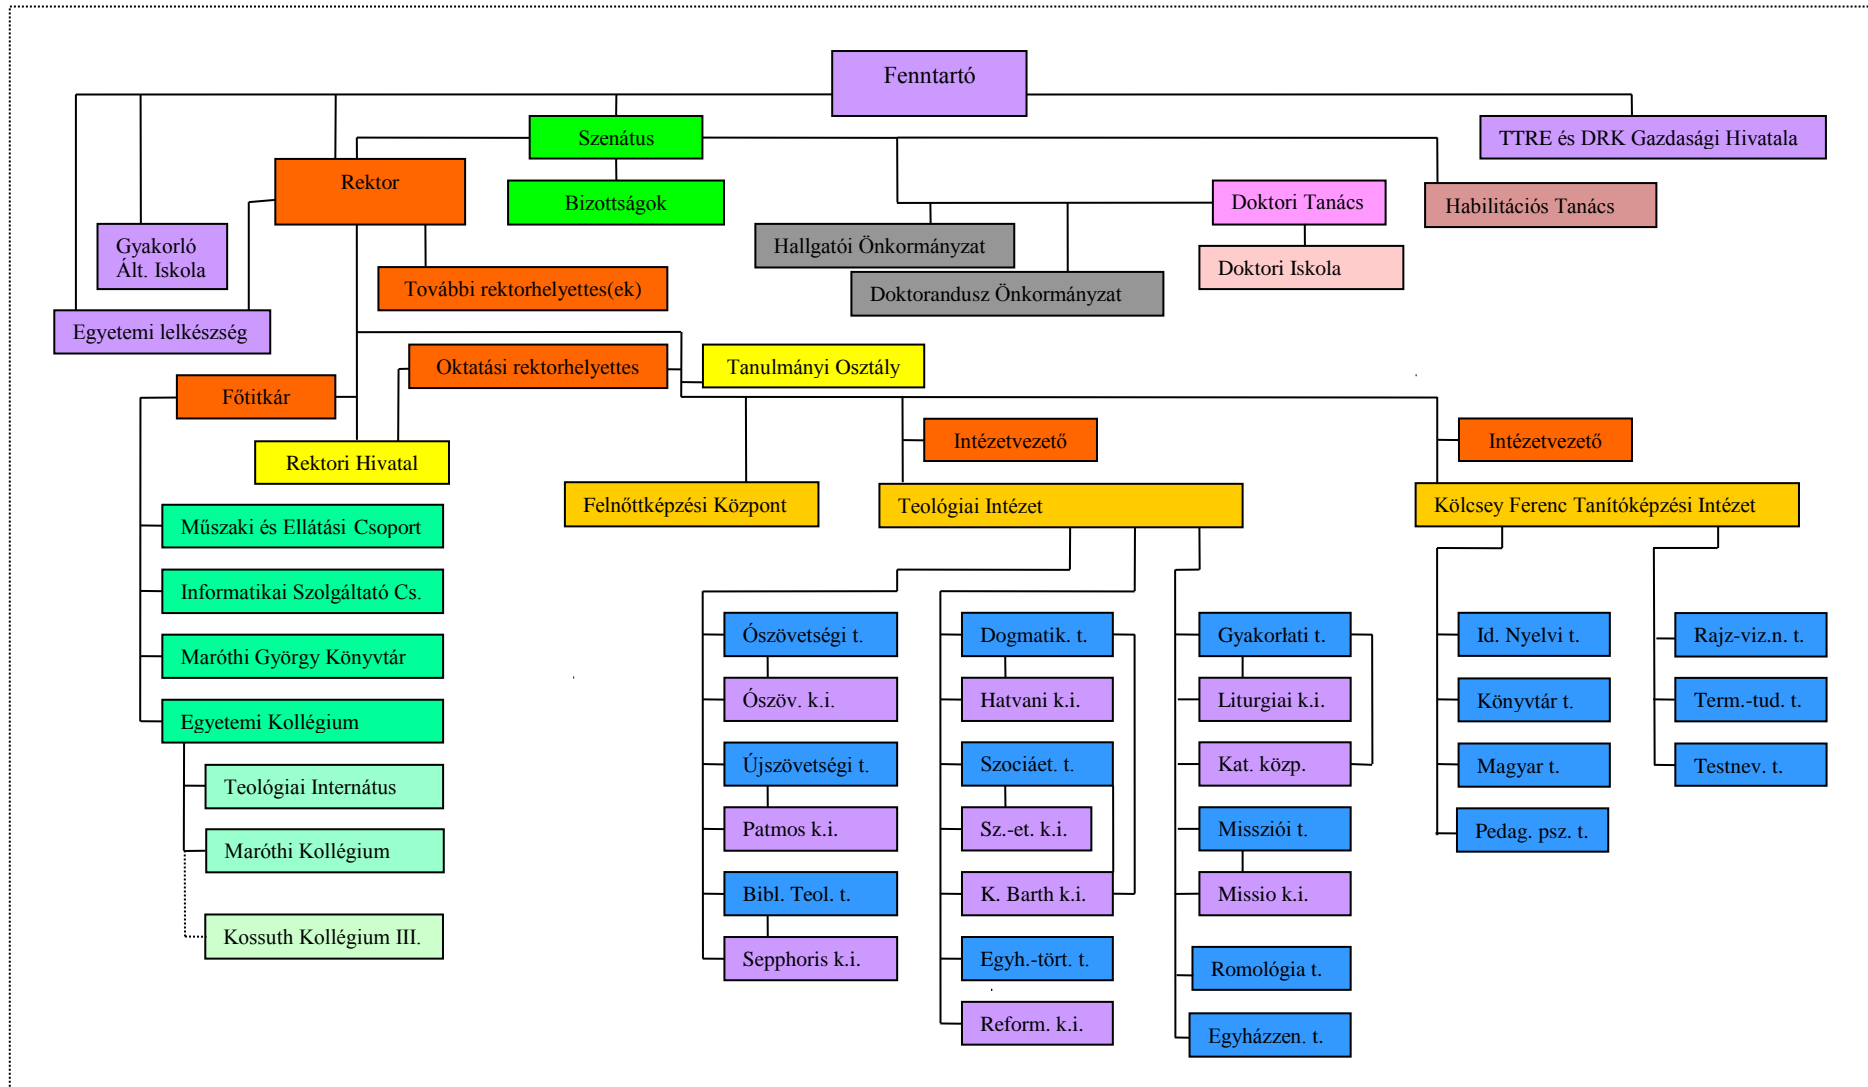 Fenntartó
Szenátus
TTRE és DRK Gazdasági Hivatala
Rektor
Bizottságok
Doktori Tanács
Habilitációs Tanács
Gyakorló
Ált. Iskola
Hallgatói Önkormányzat
Doktori Iskola
További rektorhelyettes(ek)
Doktorandusz Önkormányzat
Egyetemi lelkészség
Oktatási rektorhelyettes
Tanulmányi Osztály
Főtitkár
Intézetvezető
Intézetvezető
Rektori Hivatal
Felnőttképzési Központ
Teológiai Intézet
Kölcsey Ferenc Tanítóképzési Intézet
Műszaki és Ellátási Csoport
Informatikai Szolgáltató Cs.
Maróthi György Könyvtár
Egyetemi Kollégium
Teológiai Internátus
Maróthi Kollégium
Kossuth Kollégium III.
Ószövetségi t.
Ószöv. k.i.
Újszövetségi t.
Patmos k.i.
Bibl. Teol. t.
Sepphoris k.i.
Dogmatik. t.
Hatvani k.i.
Szociáet. t.
Sz.-et. k.i.
K. Barth k.i.
Egyh.-tört. t.
Reform. k.i.
Gyakorlati t.
Liturgiai k.i.
Kat. közp.
Missziói t.
Missio k.i.
Romológia t.
Egyházzen. t.
Id. Nyelvi t.
Könyvtár t.
Magyar t.
Pedag. psz. t.
Rajz-viz.n. t.
Term.-tud. t.
Testnev. t.